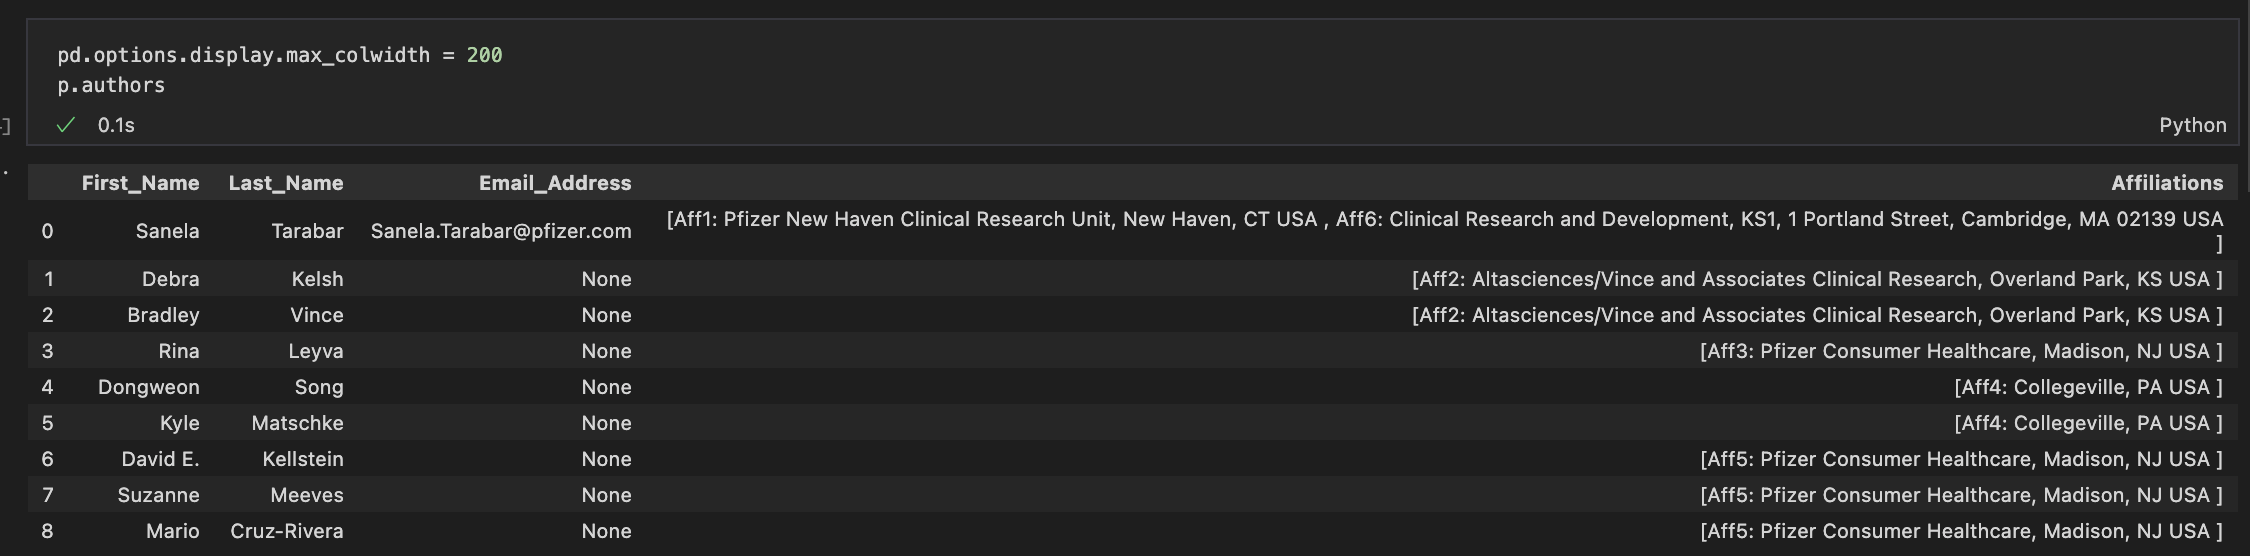 pd.options.display.max_colwidth = 200
p.authors
] ✓ 0.1s Python
First_Name Last_Name Email_Address Affiliations
0 Sanela Tarabar Sanela.Tarabar@pfizer.com [Aff1: Pfizer New Haven Clinical Research Unit, New Haven, CT USA , Aff6: Clinical Research and Development, KS1, 1 Portland Street, Cambridge, MA 02139 USA
]
1 Debra Kelsh None [Aff2: Altasciences/Vince and Associates Clinical Research, Overland Park, KS USA ]
2 Bradley Vince None [Aff2: Altasciences/Vince and Associates Clinical Research, Overland Park, KS USA ]
3 Rina Leyva None [Aff3: Pfizer Consumer Healthcare, Madison, NJ USA ]
4 Dongweon Song None [Aff4: Collegeville, PA USA ]
5 Kyle Matschke None [Aff4: Collegeville, PA USA ]
6 David E. Kellstein None [Aff5: Pfizer Consumer Healthcare, Madison, NJ USA ]
7 Suzanne Meeves None [Aff5: Pfizer Consumer Healthcare, Madison, NJ USA ]
8 Mario Cruz-Rivera None [Aff5: Pfizer Consumer Healthcare, Madison, NJ USA ]